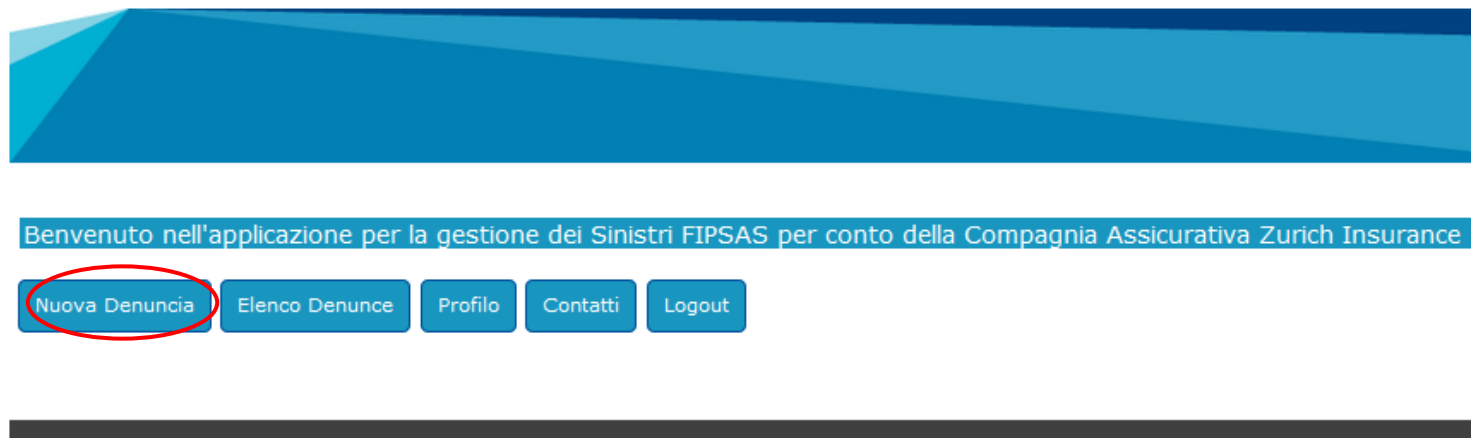 Benvenuto nell'applicazione per la gestione dei Sinistri FIPSAS per conto della Compagnia Assicurativa Zurich Insurance
Nuova Denuncia Elenco Denunce Profilo Contatti Logout